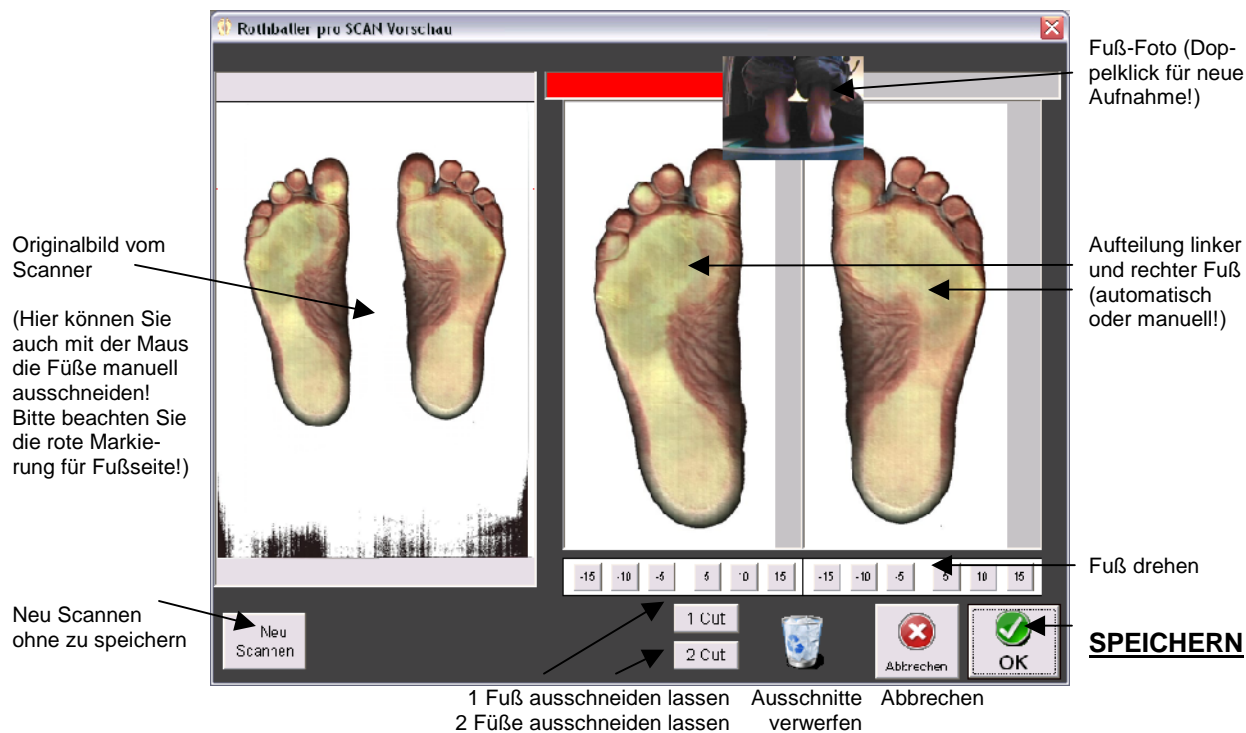 Rothballer pro SCAN Vorschau
Fuß-Foto (Dop-
pelklick für neue
Aufnahme!)
Originalbild vom
Scanner
(Hier können Sie
auch mit der Maus
die Füße manuell
ausschneiden!
Bitte beachten Sie
die rote Markie-
rung für Fußseite!)
Aufteilung linker
und rechter Fuß
(automatisch
oder manuell!)
-15 -10 -5 5 10 15 -15 -10 -5 5 10 15
Fuß drehen
Neu Scannen
ohne zu speichern
Neu
Scannen
1 Cut
2 Cut
Abbrechen
OK
SPEICHERN
1 Fuß ausschneiden lassen
2 Füße ausschneiden lassen
Ausschnitte
verwerfen
Abbrechen